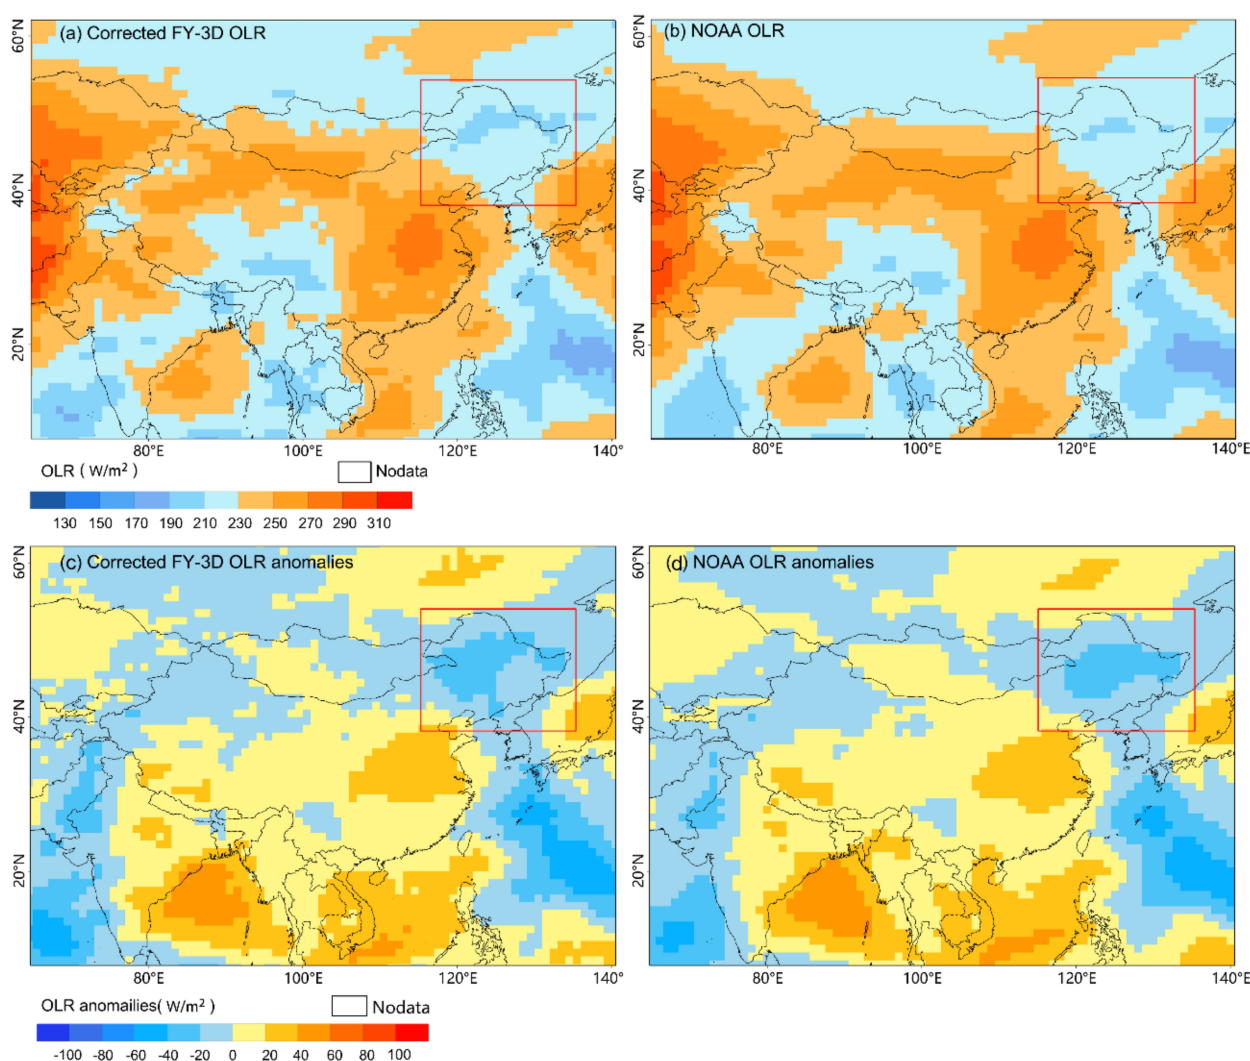 (a) Corrected FY-3D OLR
(b) NOAA OLR
60°N
40°N
20°N
60°N
40°N
20°N
80°E
100°E
120°E
140°
80°E
100°E
120°E
140°E
OLR ( W/m²)
Nodata
130 150 170 190 210 230 250 270 290 310
(c) Corrected FY-3D OLR anomalies
(d) NOAA OLR anomalies
60°N
40°N
20°N
60°N
40°N
20°N
80°E
100°E
120°E
140°
80°E
100°E
120°E
140°E
OLR anomailies( W/m²)
Nodata
-100 -80 -60 -40 -20 0 20 40 60 80 100